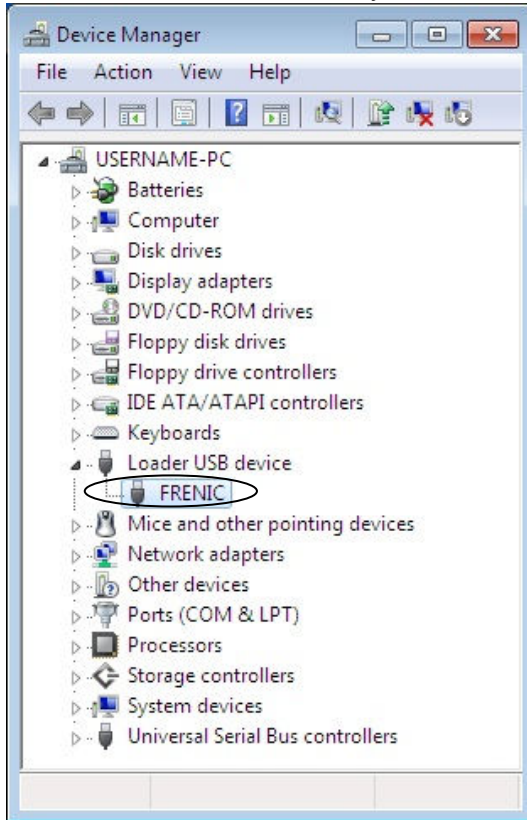 Device Manager
File Action View Help
USERNAME-PC
Batteries
Computer
Disk drives
Display adapters
DVD/CD-ROM drives
Floppy disk drives
Floppy drive controllers
IDE ATA/ATAPI controllers
Keyboards
Loader USB device
FRENIC
Mice and other pointing devices
Network adapters
Other devices
Ports (COM & LPT)
Processors
Storage controllers
System devices
Universal Serial Bus controllers